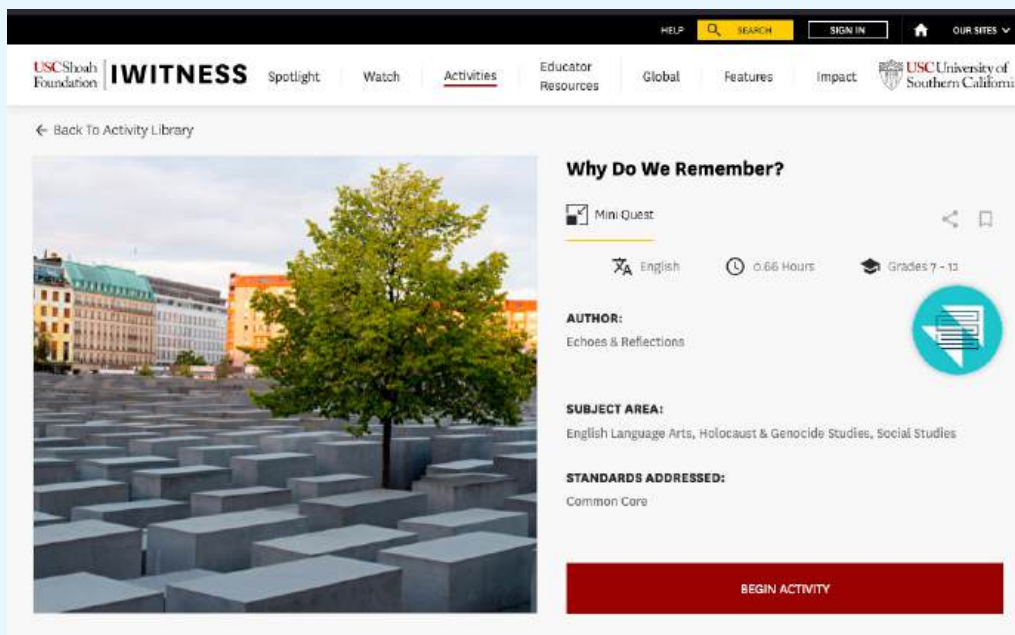 HELP
SEARCH
SIGN IN
OUR SITES
USC Shoah
Foundation
IWITNESS
Spotlight
Watch
Activities
Educator
Resources
Global
Features
Impact
USC University of
Southern Californi
← Back To Activity Library
Why Do We Remember?
Mini Quest
English
0.66 Hours
Grades 7 - 12
AUTHOR:
Echoes & Reflections
SUBJECT AREA:
English Language Arts, Holocaust & Genocide Studies, Social Studies
STANDARDS ADDRESSED:
Common Core
BEGIN ACTIVITY